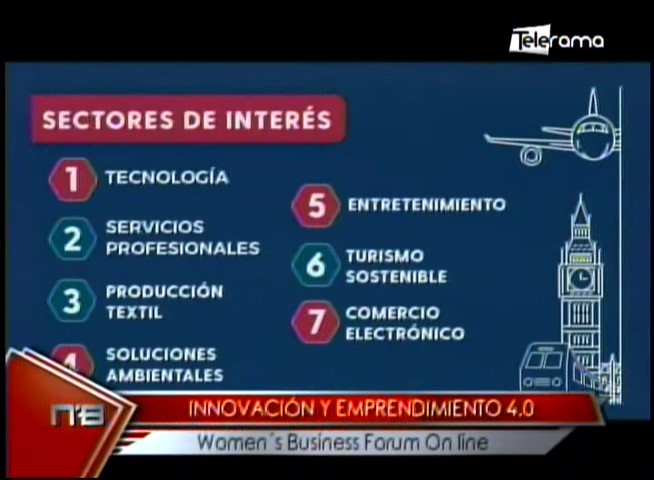 Telerama
SECTORES DE INTERÉS
1 TECNOLOGÍA
2 SERVICIOS
PROFESIONALES
3 PRODUCCIÓN
TEXTIL
4 SOLUCIONES
AMBIENTALES
5 ENTRETENIMIENTO
6 TURISMO
SOSTENIBLE
7 COMERCIO
ELECTRÓNICO
INNOVACIÓN Y EMPRENDIMIENTO 4.0
Women´s Business Forum On line